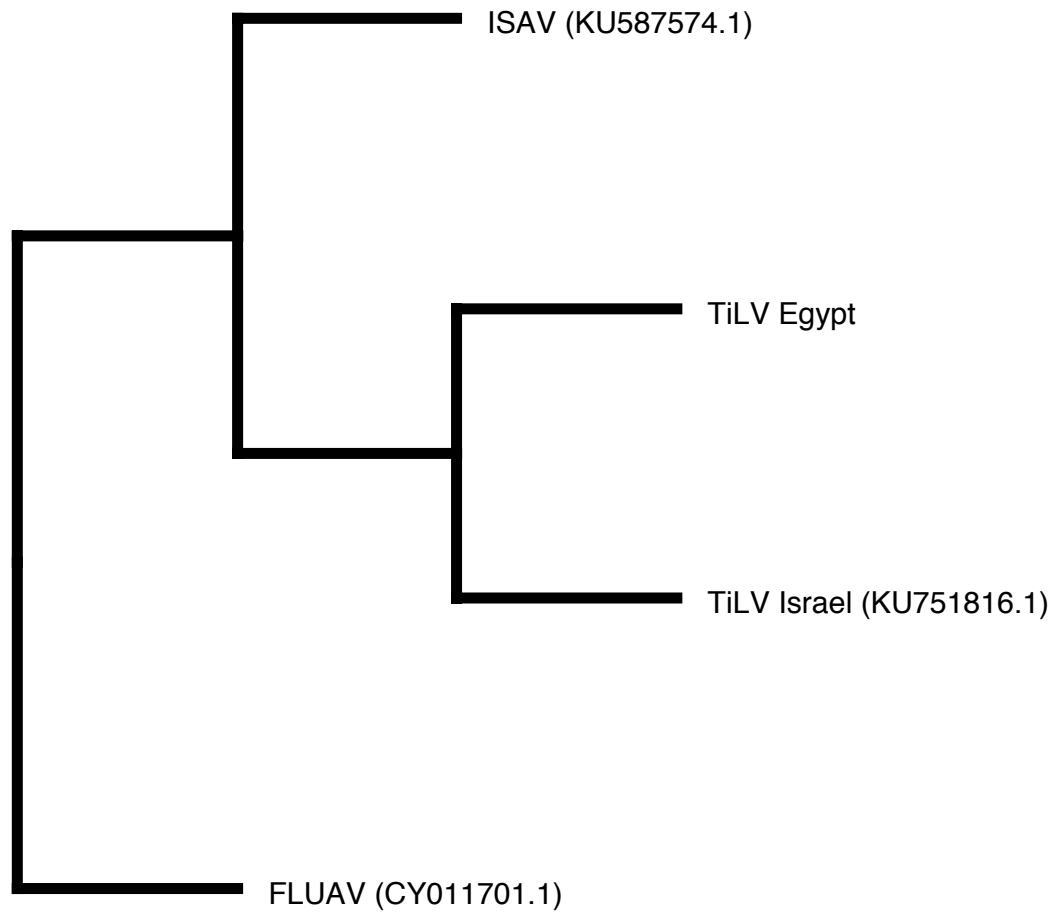 ISAV (KU587574.1)
TiLV Egypt
TiLV Israel (KU751816.1)
FLUAV (CY011701.1)